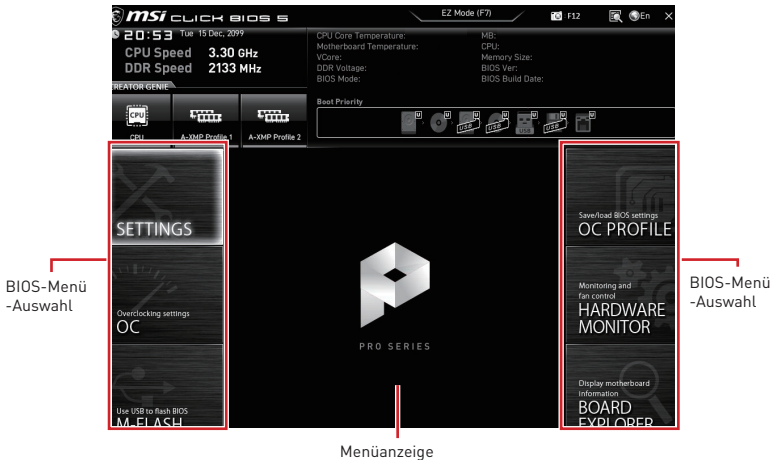 msi CLICK BIOS 5
EZ Mode (F7)
F12
En
X
20:53 Tue 15 Dec, 2099
CPU Speed 3.30 GHz
DDR Speed 2133 MHz
CREATOR GENIE
CPU
CPU
A-XMP Profile 1
A-XMP Profile 2
CPU Core Temperature:
Motherboard Temperature:
VCore:
DDR Voltage:
BIOS Mode:
MB:
CPU:
Memory Size:
BIOS Ver:
BIOS Build Date:
Boot Priority
U U U U U U U
USB USB USB USB
SETTINGS
Overclocking settings
OC
Use USB to flash BIOS
M-FLASH
PRO SERIES
Save/load BIOS settings
OC PROFILE
Monitoring and
fan control
HARDWARE
MONITOR
Display motherboard
information
BOARD
EXPLORER
BIOS-Menü
-Auswahl
BIOS-Menü
-Auswahl
Menüanzeige